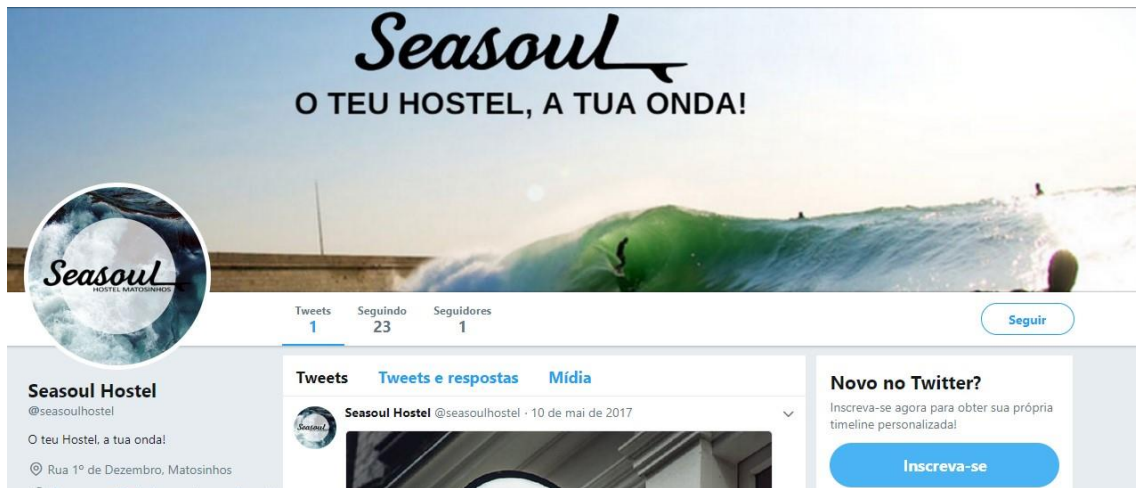 Seasoul
O TEU HOSTEL, A TUA ONDA!
Seasoul
HOSTEL MATOSINHOS
Tweets Seguindo Seguidores
1 23 1
Seguir
Seasoul Hostel
@seasoulhostel
O teu Hostel, a tua onda!
Rua 1º de Dezembro, Matosinhos
Tweets Tweets e respostas Mídia
Seasoul
Seasoul Hostel @seasoulhostel · 10 de mai de 2017
Novo no Twitter?
Inscreva-se agora para obter sua própria
timeline personalizada!
Inscreva-se